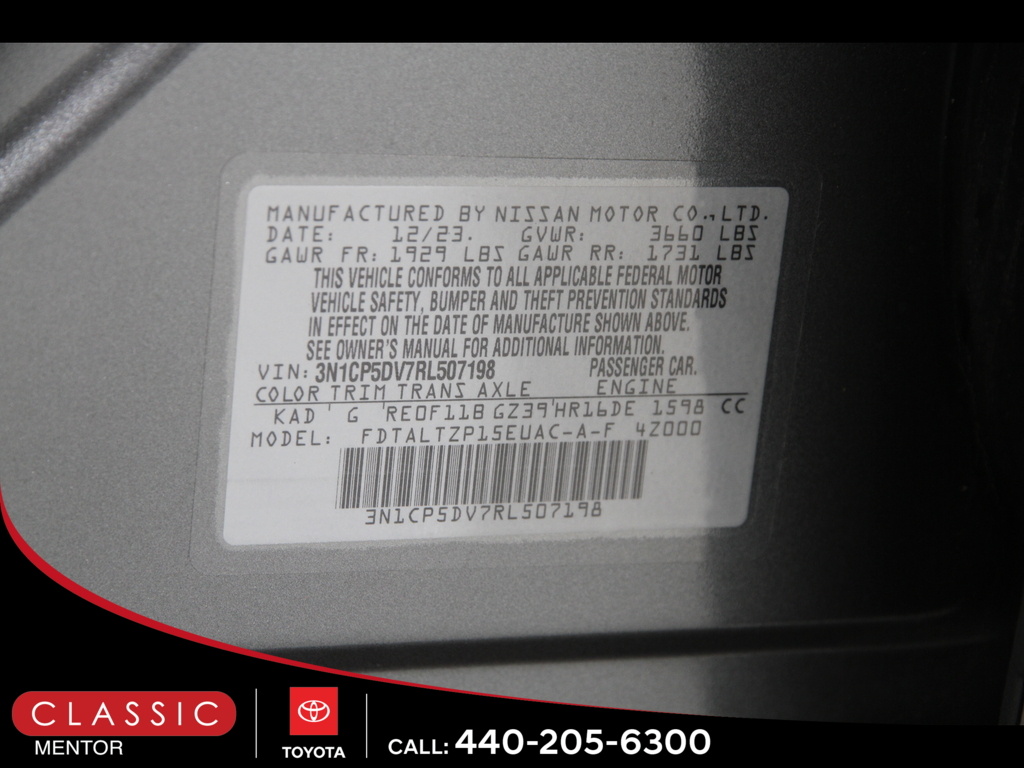 MANUFACTURED BY NISSAN MOTOR CO., LTD.
DATE: 12/23. GVWR: 3660 LBS
GAWR FR: 1929 LBS GAWR RR: 1731 LBS
THIS VEHICLE CONFORMS TO ALL APPLICABLE FEDERAL MOTOR
VEHICLE SAFETY, BUMPER AND THEFT PREVENTION STANDARDS
IN EFFECT ON THE DATE OF MANUFACTURE SHOWN ABOVE.
SEE OWNER'S MANUAL FOR ADDITIONAL INFORMATION.
VIN: 3N1CP5DV7RL507198 PASSENGER CAR.
COLOR TRIM TRANS AXLE ENGINE
KAD ' G 'RE0F11B GZ39'HR16DE 1598 CC
MODEL: FDTALTZP15EUAC-A-F 4Z000
3N1CP5DV7RL507198
CLASSIC
MENTOR
TOYOTA
CALL: 440-205-6300